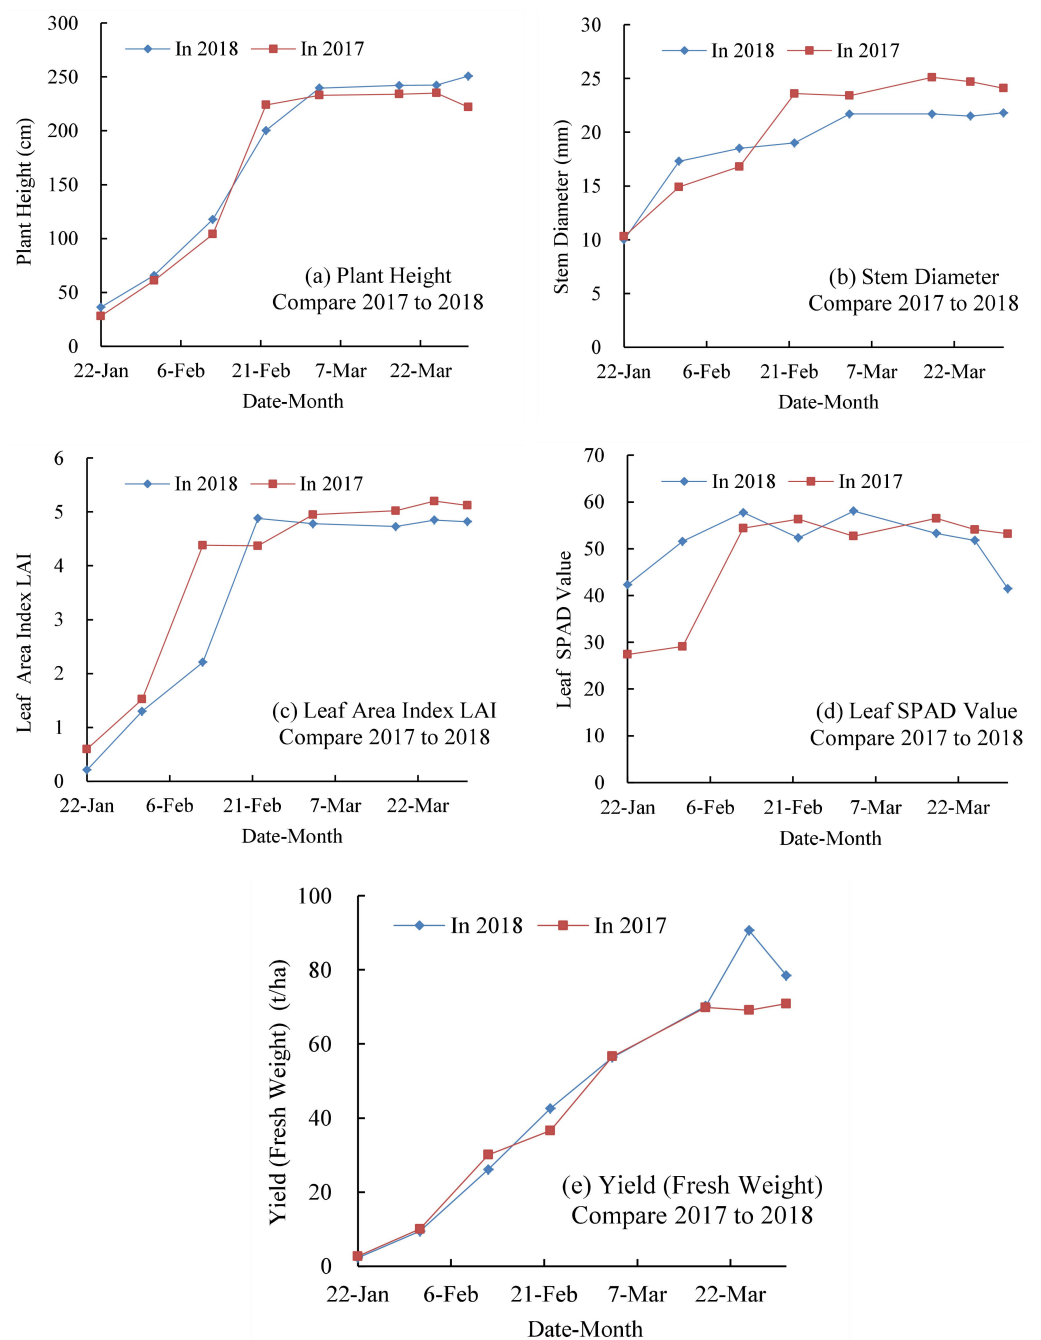 300
250
200
150
100
50
0
Plant Height (cm)
In 2018
In 2017
(a) Plant Height
Compare 2017 to 2018
22-Jan 6-Feb 21-Feb 7-Mar 22-Mar
Date-Month
30
25
20
15
10
5
0
Stem Diameter (mm)
In 2018
In 2017
(b) Stem Diameter
Compare 2017 to 2018
22-Jan 6-Feb 21-Feb 7-Mar 22-Mar
Date-Month
6
5
4
3
2
1
0
Leaf Area Index LAI
In 2018
In 2017
(c) Leaf Area Index LAI
Compare 2017 to 2018
22-Jan 6-Feb 21-Feb 7-Mar 22-Mar
Date-Month
70
60
50
40
30
20
10
0
Leaf SPAD Value
In 2018
In 2017
(d) Leaf SPAD Value
Compare 2017 to 2018
22-Jan 6-Feb 21-Feb 7-Mar 22-Mar
Date-Month
100
80
60
40
20
0
Yield (Fresh Weight) (t/ha)
In 2018
In 2017
(e) Yield (Fresh Weight)
Compare 2017 to 2018
22-Jan 6-Feb 21-Feb 7-Mar 22-Mar
Date-Month